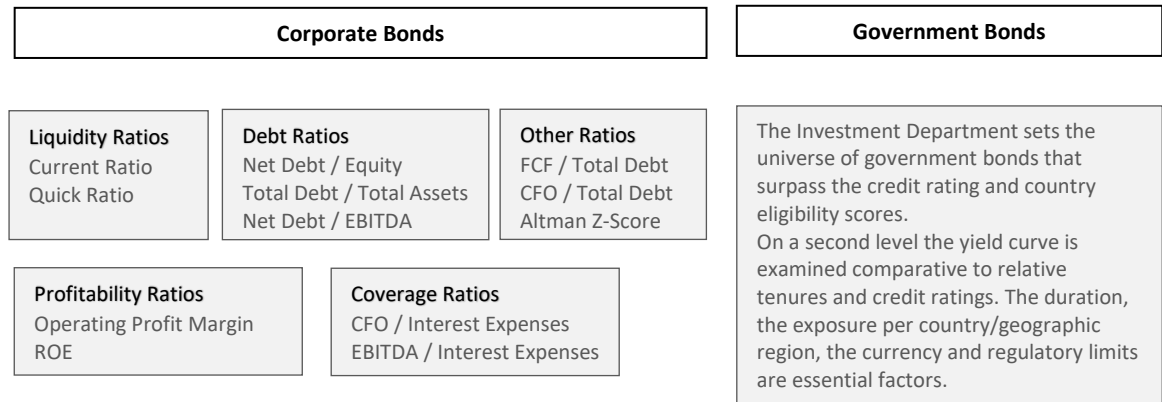 Corporate Bonds
Government Bonds
Liquidity Ratios
Current Ratio
Quick Ratio
Debt Ratios
Net Debt / Equity
Total Debt / Total Assets
Net Debt / EBITDA
Other Ratios
FCF / Total Debt
CFO / Total Debt
Altman Z-Score
Profitability Ratios
Operating Profit Margin
ROE
Coverage Ratios
CFO / Interest Expenses
EBITDA / Interest Expenses
The Investment Department sets the
universe of government bonds that
surpass the credit rating and country
eligibility scores.
On a second level the yield curve is
examined comparative to relative
tenures and credit ratings. The duration,
the exposure per country/geographic
region, the currency and regulatory limits
are essential factors.